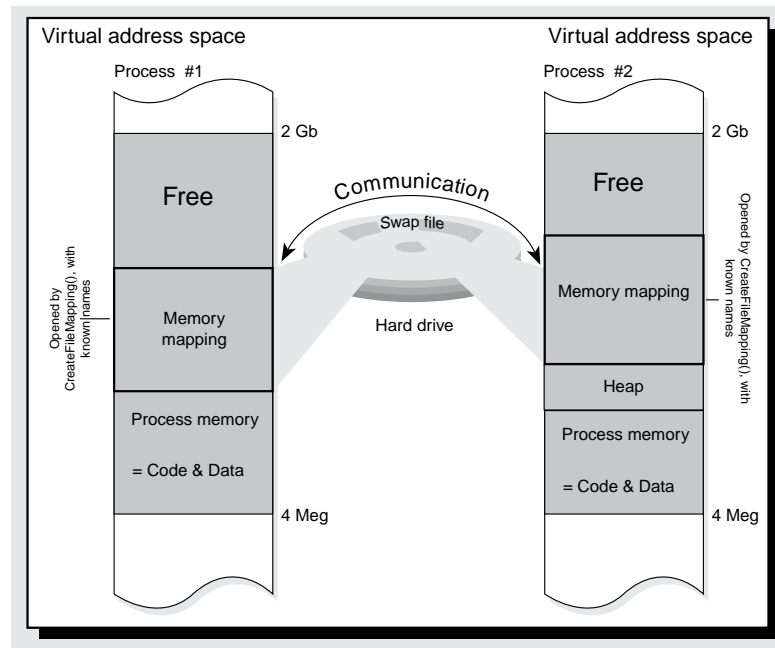 Virtual address space
Process #1
2 Gb
Free
Opened by
CreateFileMapping(), with
known names
Memory
mapping
Process memory
= Code & Data
4 Meg
Communication
Swap file
Hard drive
Virtual address space
Process #2
2 Gb
Free
Memory mapping
Opened by CreateFileMapping(), with
known names
Heap
Process memory
= Code & Data
4 Meg